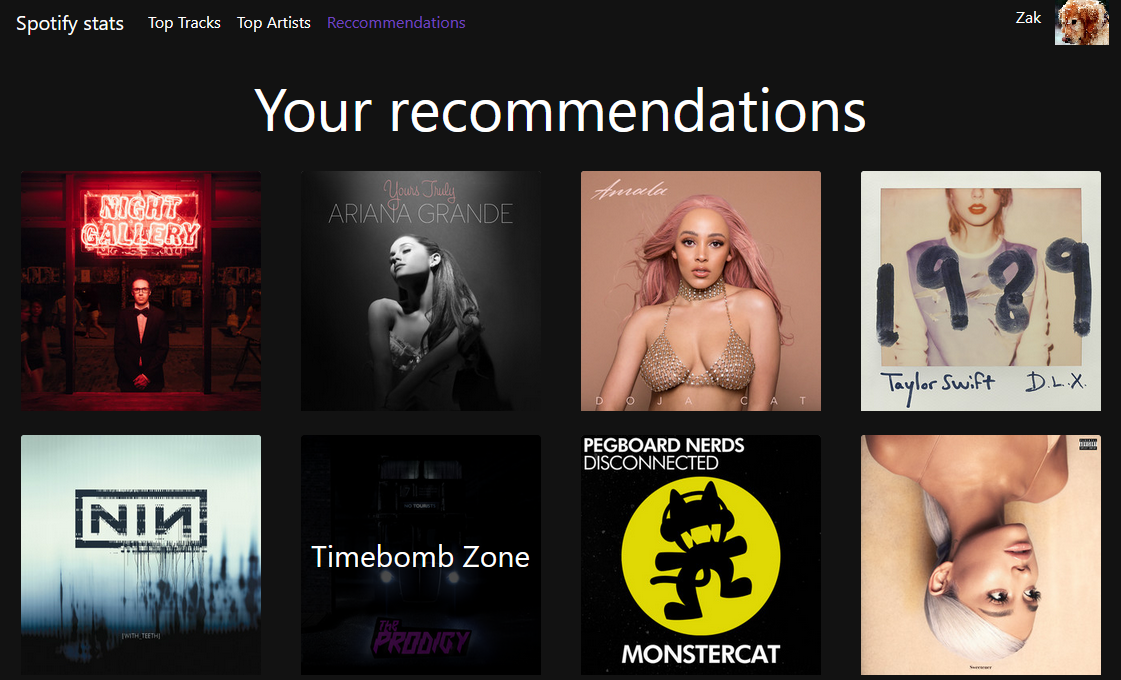 Spotify stats
Top Tracks
Top Artists
Reccommendations
Zak
Your recommendations
NIGHT
GALLERY
Yours Truly
ARIANA GRANDE
Amala
DOJA CAT
1989
Taylor Swift D.L.X.
NIN
[WITH_TEETH]
NO TOURISTS
Timebomb Zone
THE
PRODIGY
PEGBOARD NERDS
DISCONNECTED
MONSTERCAT
Sweetener